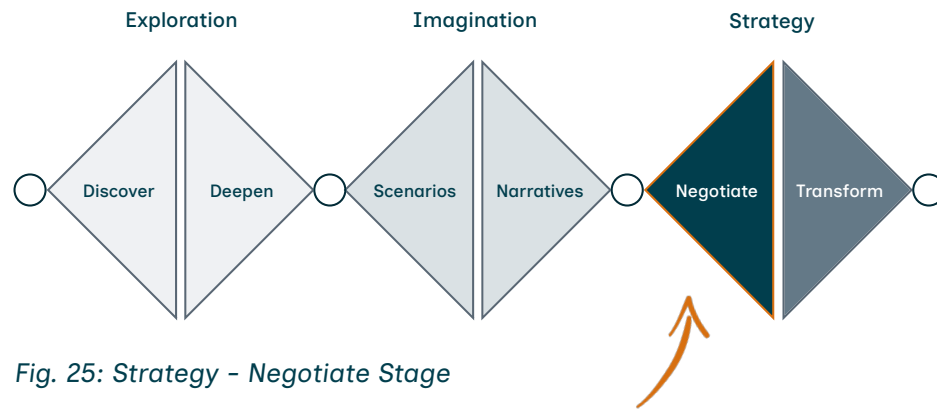 Exploration
Imagination
Strategy
Discover
Deepen
Scenarios
Narratives
Negotiate
Transform
Fig. 25: Strategy – Negotiate Stage